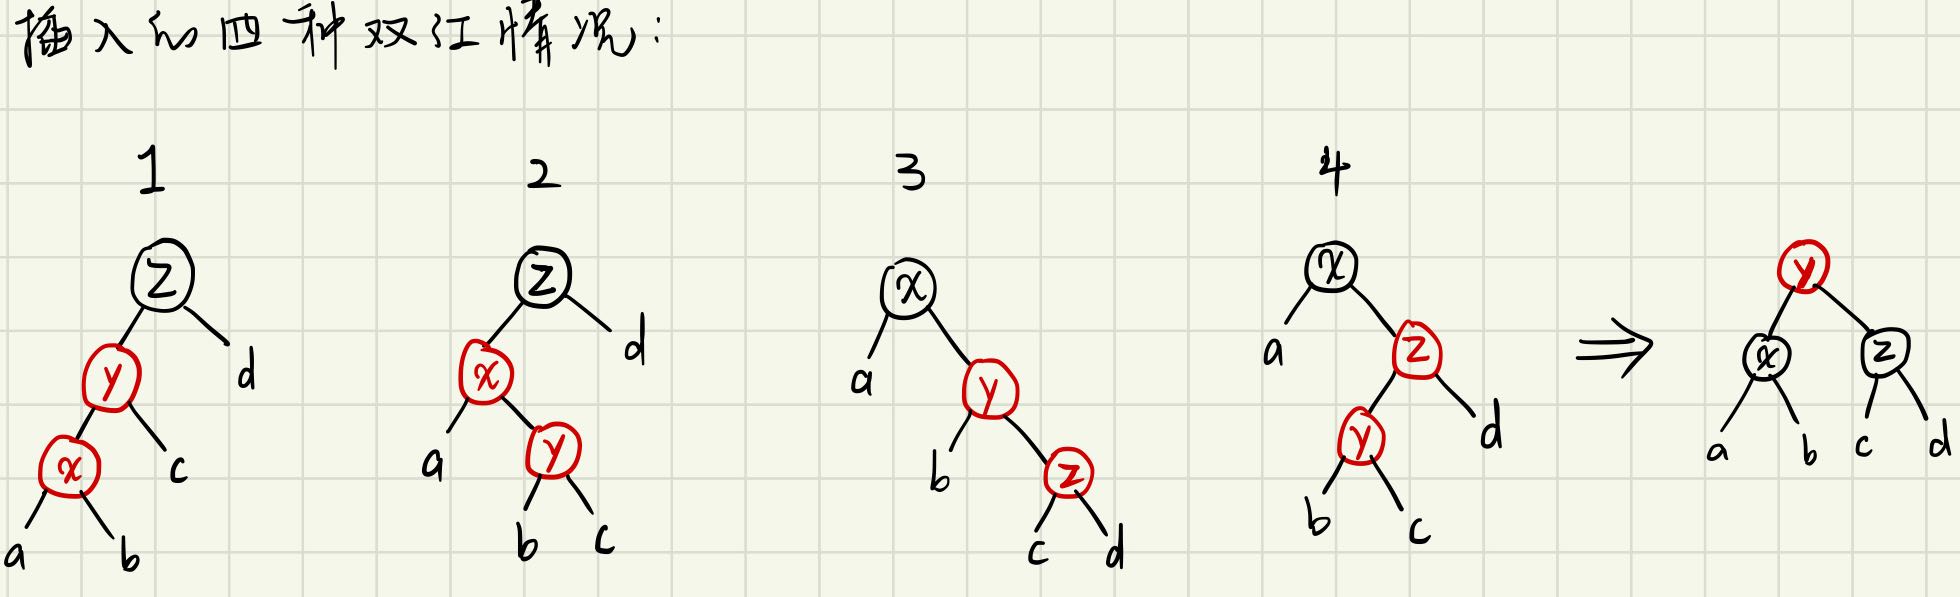 插入的四种双红情况：
1 2 3 4
z z x x y
y d x d a y a z x z
x c a y b z y d a b c d
a b b c c d b c